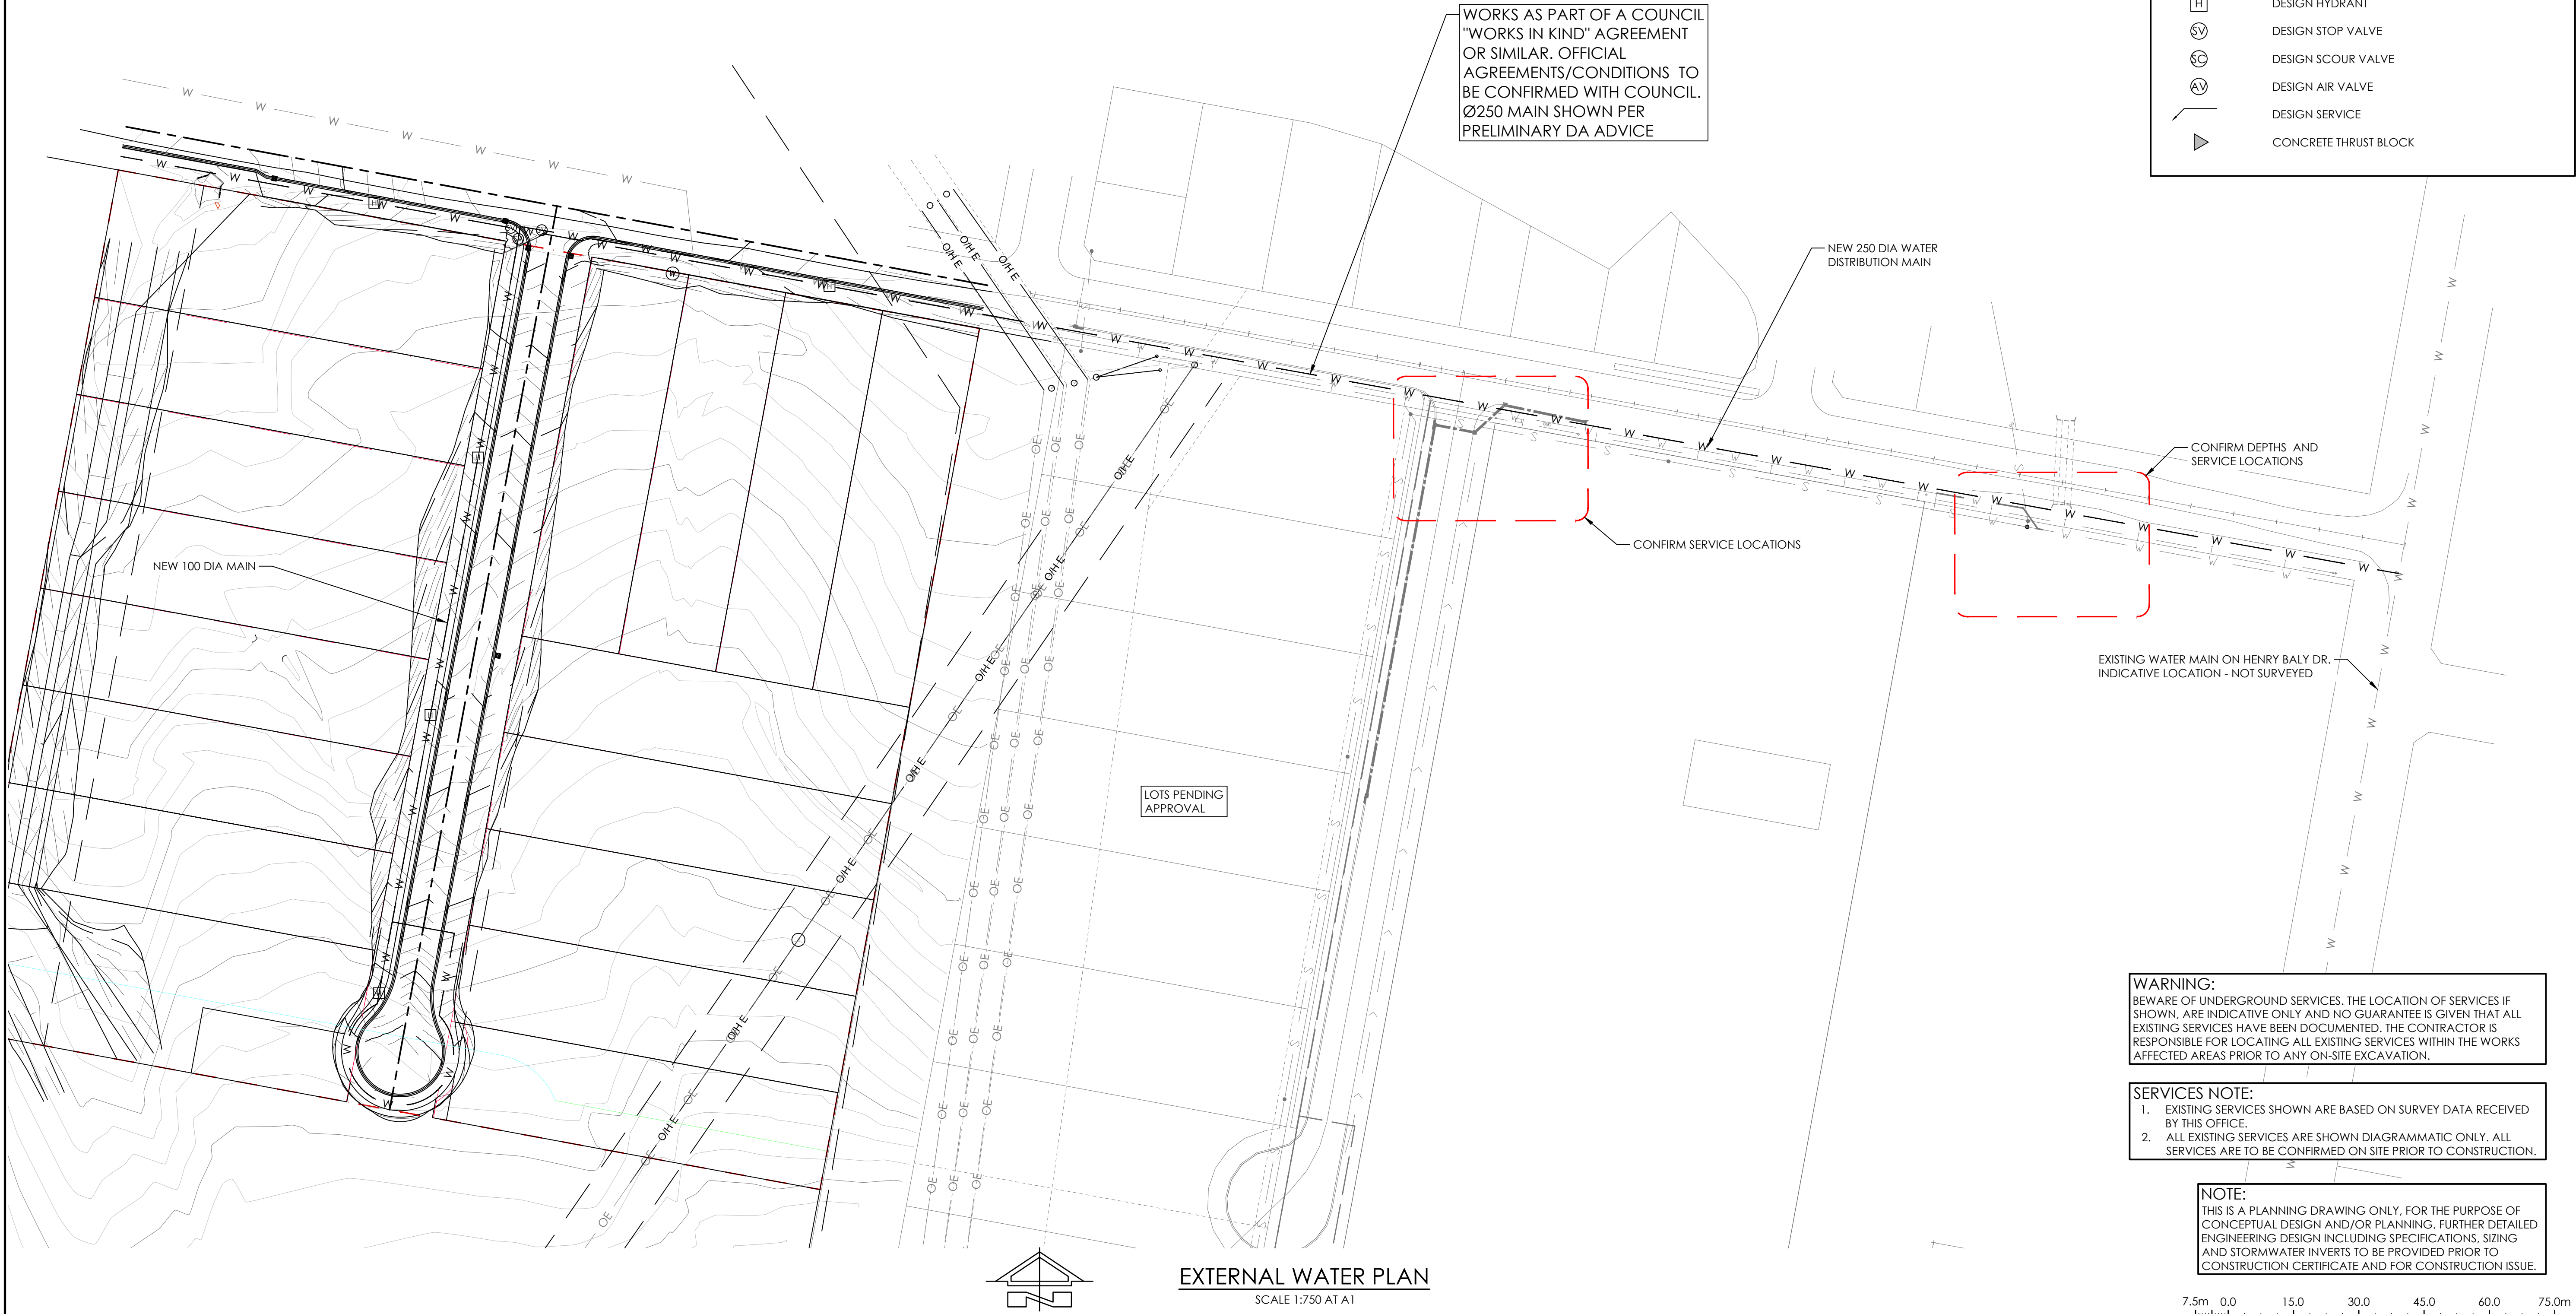 WORKS AS PART OF A COUNCIL
"WORKS IN KIND" AGREEMENT
OR SIMILAR. OFFICIAL
AGREEMENTS/CONDITIONS TO
BE CONFIRMED WITH COUNCIL.
Ø250 MAIN SHOWN PER
PRELIMINARY DA ADVICE
H DESIGN HYDRANT
SV DESIGN STOP VALVE
SC DESIGN SCOUR VALVE
AV DESIGN AIR VALVE
DESIGN SERVICE
CONCRETE THRUST BLOCK
NEW 250 DIA WATER
DISTRIBUTION MAIN
CONFIRM DEPTHS AND
SERVICE LOCATIONS
CONFIRM SERVICE LOCATIONS
NEW 100 DIA MAIN
EXISTING WATER MAIN ON HENRY BALY DR.
INDICATIVE LOCATION - NOT SURVEYED
LOTS PENDING
APPROVAL
WARNING:
BEWARE OF UNDERGROUND SERVICES. THE LOCATION OF SERVICES IF
SHOWN, ARE INDICATIVE ONLY AND NO GUARANTEE IS GIVEN THAT ALL
EXISTING SERVICES HAVE BEEN DOCUMENTED. THE CONTRACTOR IS
RESPONSIBLE FOR LOCATING ALL EXISTING SERVICES WITHIN THE WORKS
AFFECTED AREAS PRIOR TO ANY ON-SITE EXCAVATION.
SERVICES NOTE:
1. EXISTING SERVICES SHOWN ARE BASED ON SURVEY DATA RECEIVED
BY THIS OFFICE.
2. ALL EXISTING SERVICES ARE SHOWN DIAGRAMMATIC ONLY. ALL
SERVICES ARE TO BE CONFIRMED ON SITE PRIOR TO CONSTRUCTION.
NOTE:
THIS IS A PLANNING DRAWING ONLY, FOR THE PURPOSE OF
CONCEPTUAL DESIGN AND/OR PLANNING. FURTHER DETAILED
ENGINEERING DESIGN INCLUDING SPECIFICATIONS, SIZING
AND STORMWATER INVERTS TO BE PROVIDED PRIOR TO
CONSTRUCTION CERTIFICATE AND FOR CONSTRUCTION ISSUE.
EXTERNAL WATER PLAN
SCALE 1:750 AT A1
7.5m 0.0 15.0 30.0 45.0 60.0 75.0m